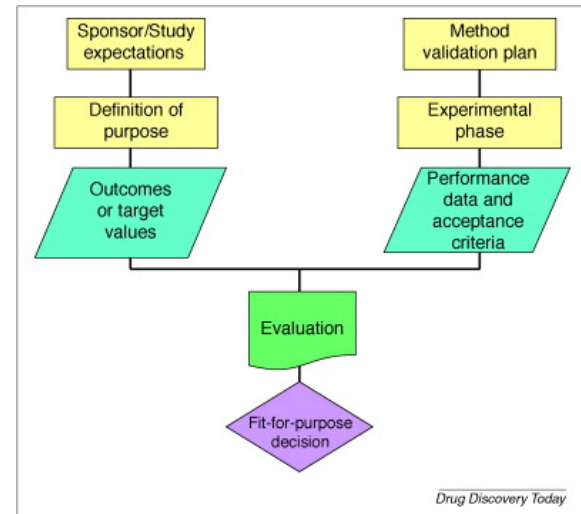 Sponsor/Study
expectations
Method
validation plan
Definition of
purpose
Experimental
phase
Outcomes
or target
values
Performance
data and
acceptance
criteria
Evaluation
Fit-for-purpose
decision
Drug Discovery Today